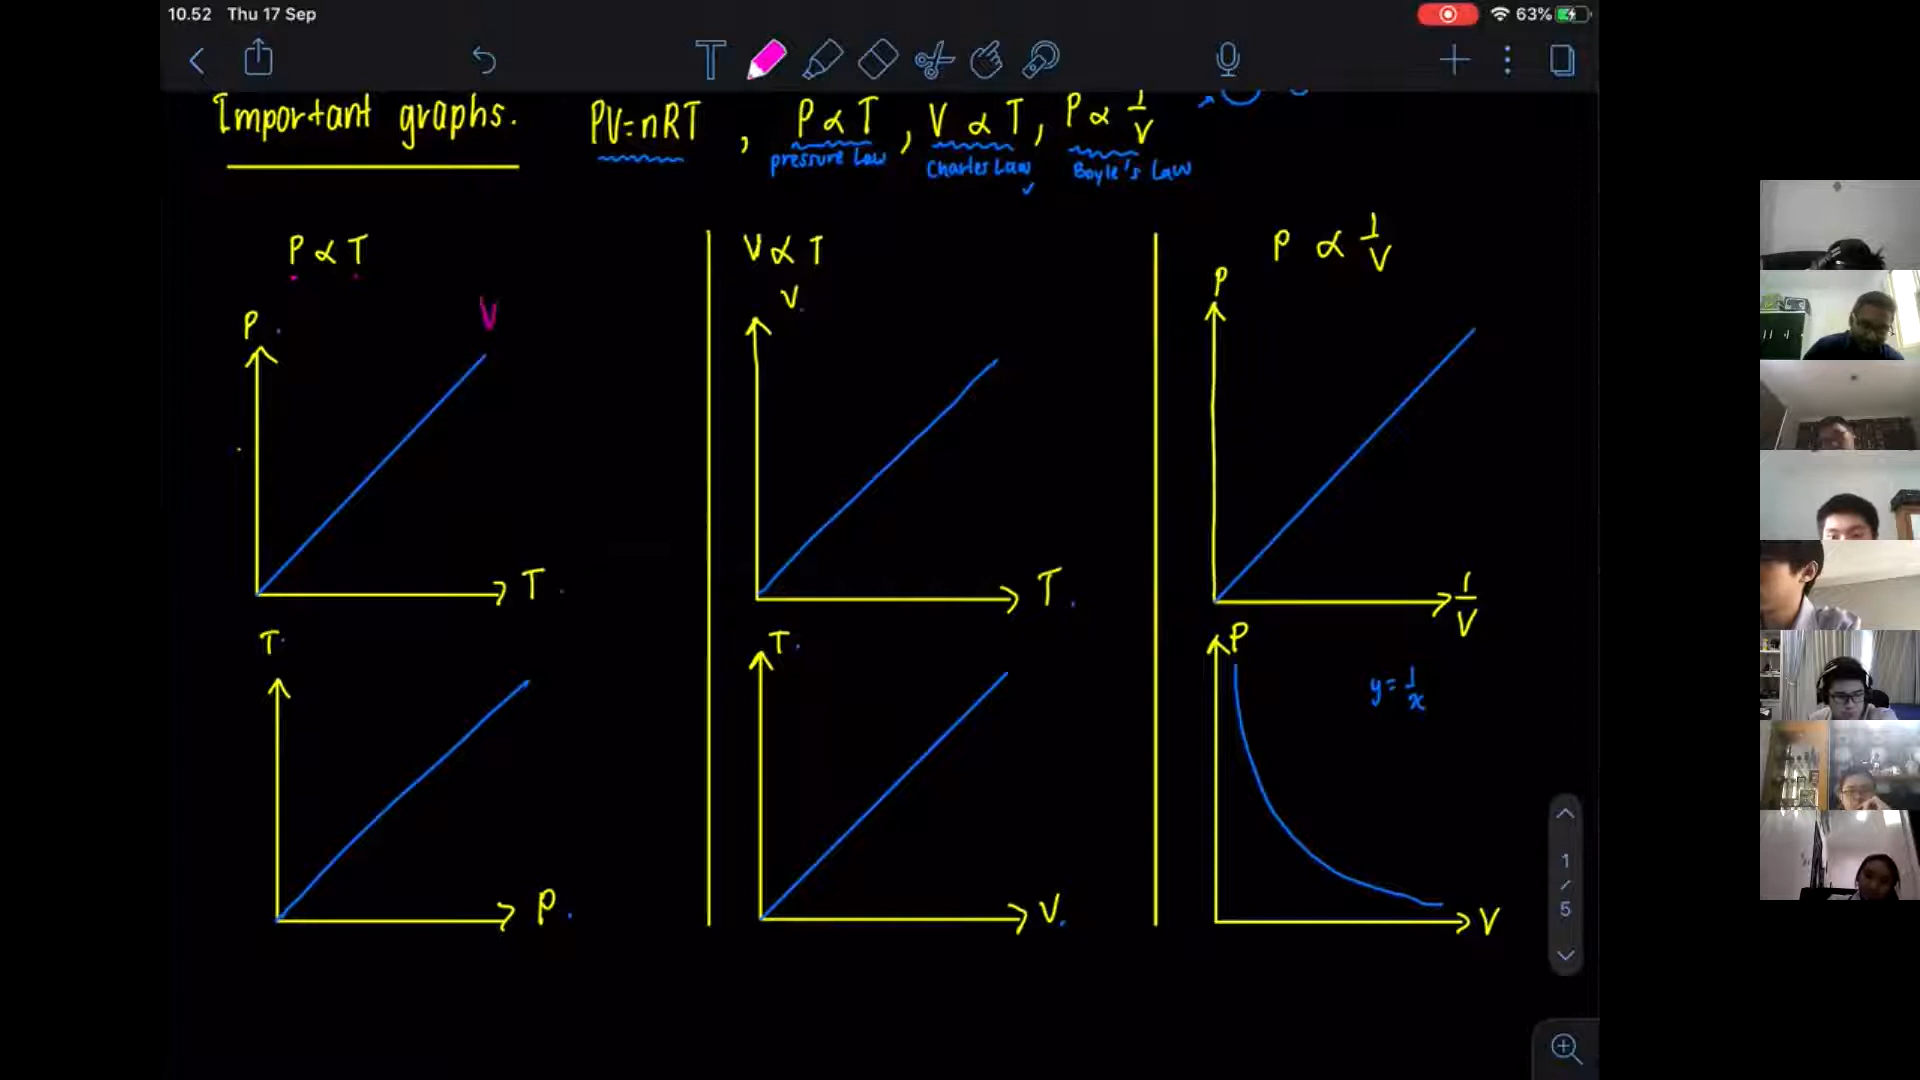 10.52 Thu 17 Sep
63%
T
Important graphs. PV=nRT , P ∝ T , V ∝ T , P ∝ 1/V
pressure Law Charles Law Boyle's Law
P ∝ T
V ∝ T
P ∝ 1/V
P
V
V
P
T
T
1/V
T
T
P
y = 1/x
P
V
V
1
/
5